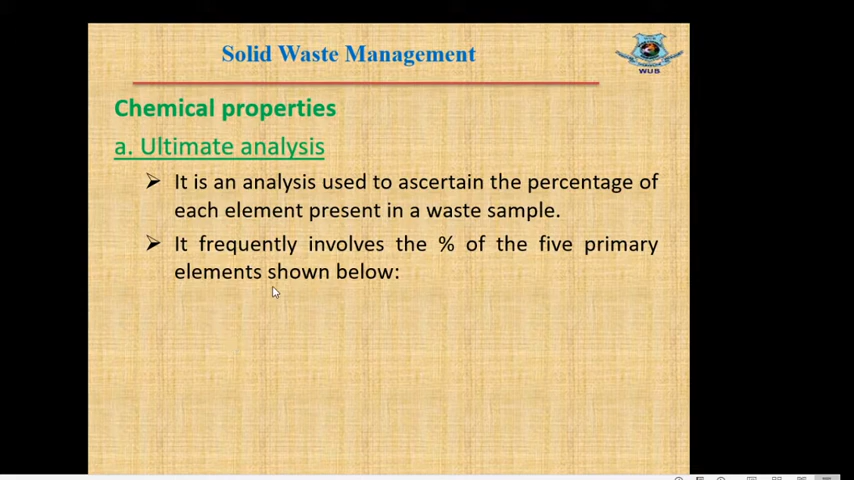 Solid Waste Management
WUB
Chemical properties
a. Ultimate analysis
➢ It is an analysis used to ascertain the percentage of
each element present in a waste sample.
➢ It frequently involves the % of the five primary
elements shown below: